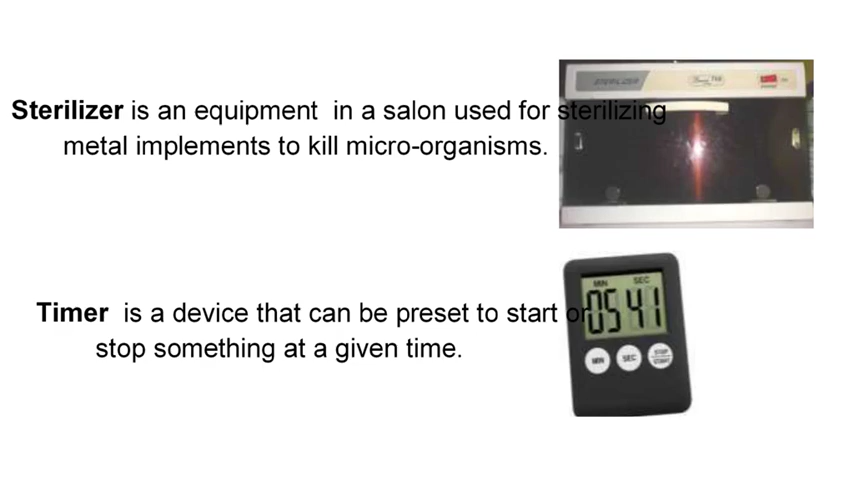 Sterilizer is an equipment in a salon used for sterilizing
metal implements to kill micro-organisms.
STERILIZER
Timer is a device that can be preset to start or
stop something at a given time.
MIN SEC
05 41
MIN SEC STOP
START